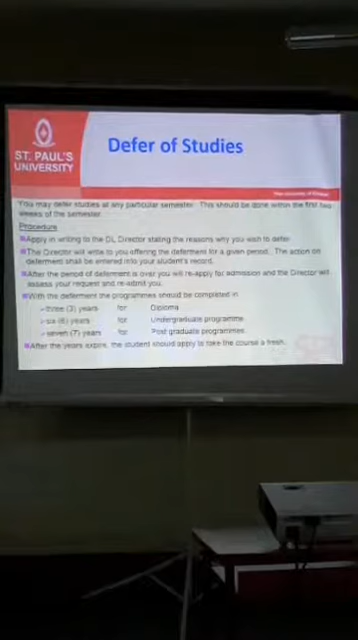 ST. PAUL'S
UNIVERSITY
Defer of Studies
You may defer studies at any particular semester. This should be done within the first two
weeks of the semester.
Procedure
Apply in writing to the DL Director stating the reasons why you wish to defer
The Director will write to you offering the deferment for a given period. The action on
deferment shall be entered into your student's record.
After the period of deferment is over you will re-apply for admission and the Director will
assess your request and re-admit you.
With the deferment the programmes should be completed in
three (3) years for Diploma
six (6) years for Undergraduate programme
seven (7) years for Post graduate programmes
After the years expire, the student should apply to take the course a fresh.